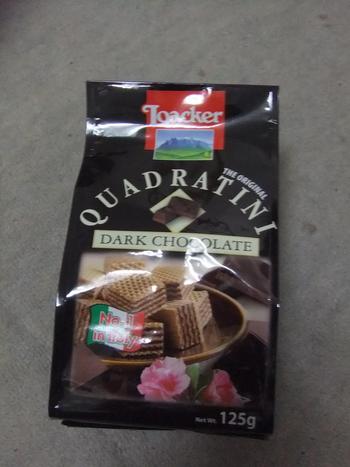 Loacker
THE ORIGINAL
QUADRATINI
DARK CHOCOLATE
No.1
in Italy
Net Wt. 125g